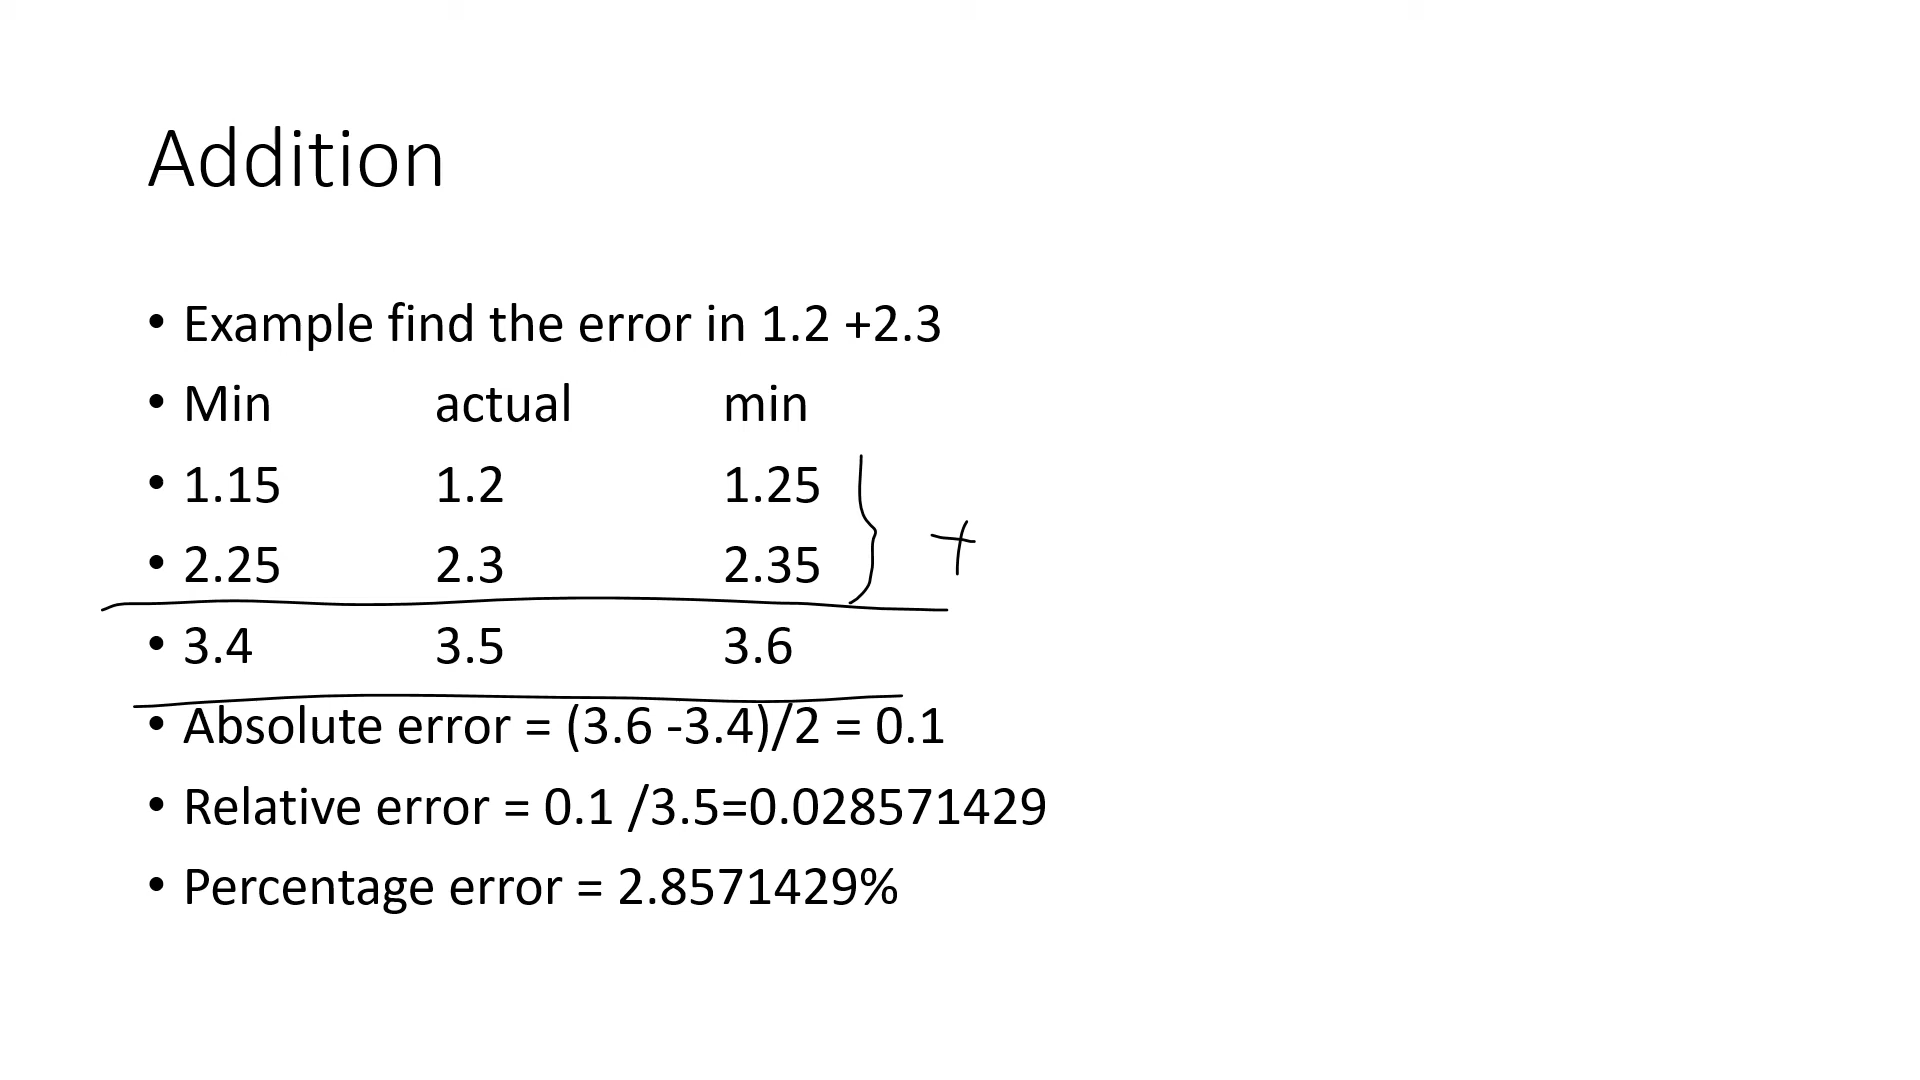 Addition
• Example find the error in 1.2 +2.3
• Min actual min
• 1.15 1.2 1.25
• 2.25 2.3 2.35
+
• 3.4 3.5 3.6
• Absolute error = (3.6 -3.4)/2 = 0.1
• Relative error = 0.1 /3.5=0.028571429
• Percentage error = 2.8571429%